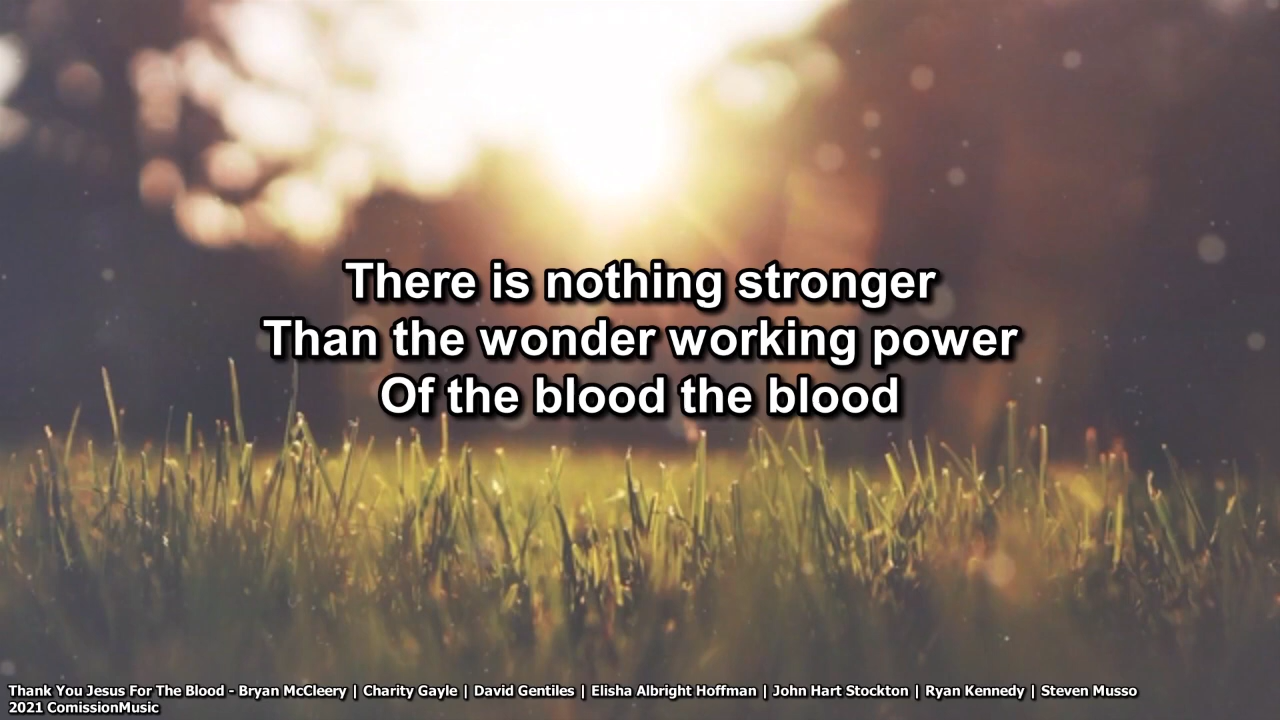 There is nothing stronger
Than the wonder working power
Of the blood the blood
Thank You Jesus For The Blood - Bryan McCleery | Charity Gayle | David Gentiles | Elisha Albright Hoffman | John Hart Stockton | Ryan Kennedy | Steven Musso
2021 ComissionMusic